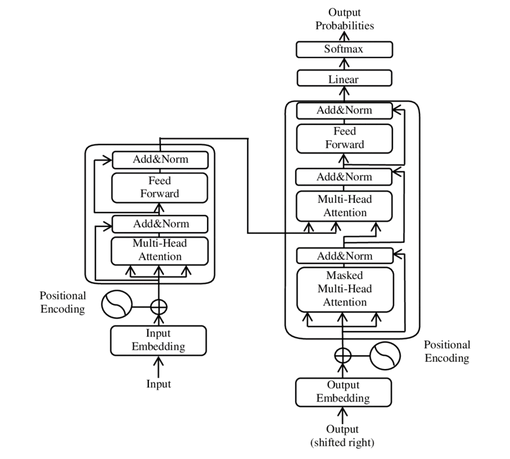 Output
Probabilities
Softmax
Linear
Add&Norm
Feed
Forward
Add&Norm
Multi-Head
Attention
Add&Norm
Masked
Multi-Head
Attention
Positional
Encoding
Output
Embedding
Output
(shifted right)
Add&Norm
Feed
Forward
Add&Norm
Multi-Head
Attention
Positional
Encoding
Input
Embedding
Input